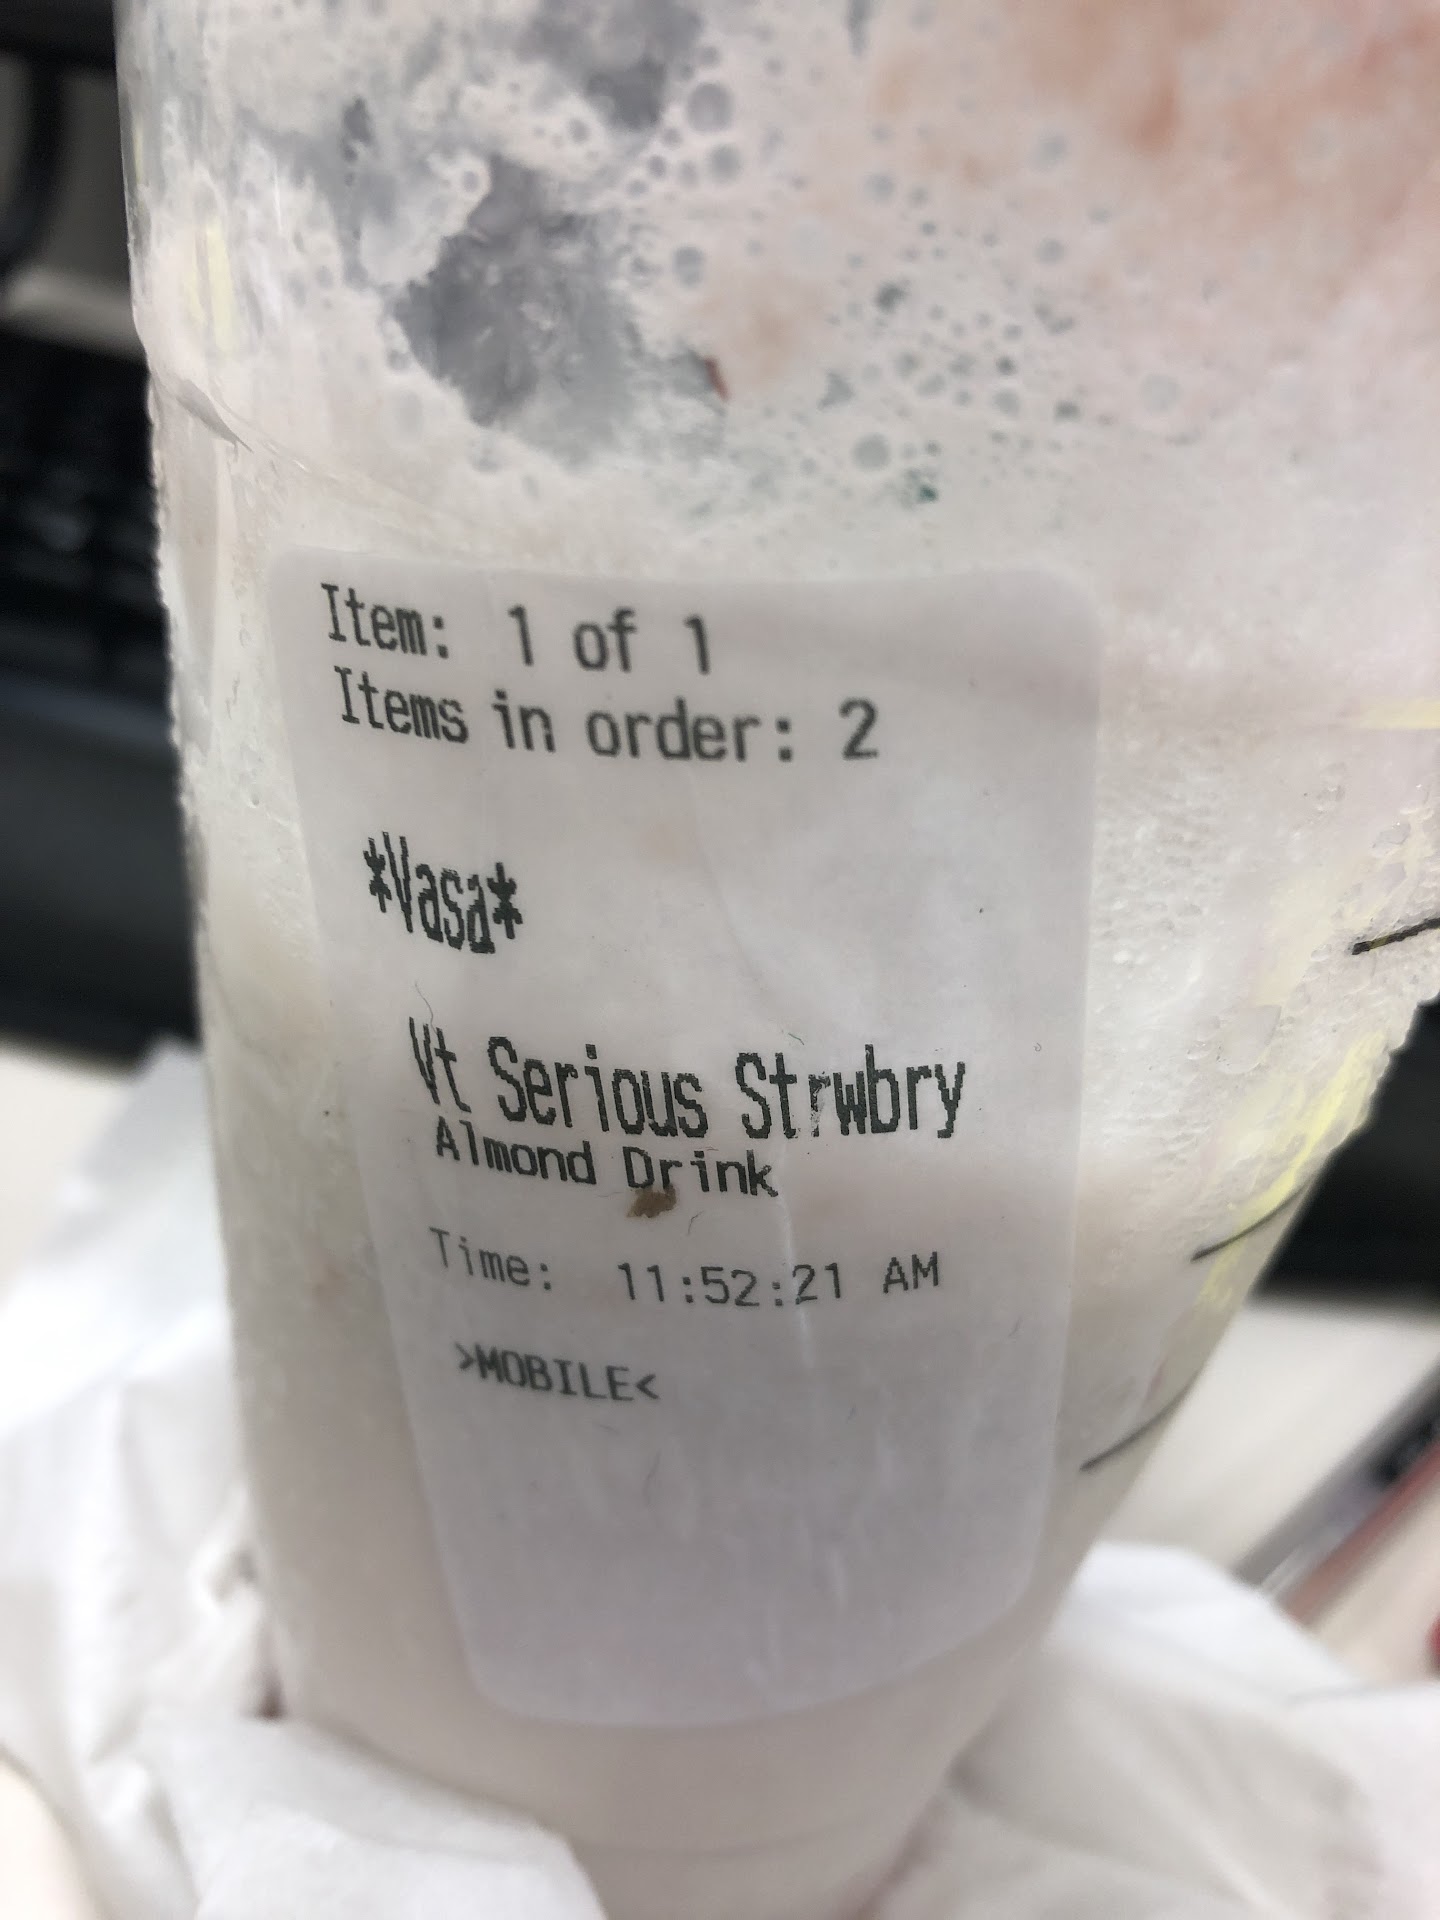 Item: 1 of 1
Items in order: 2
*Vasa*
Vt Serious Strwbry
Almond Drink
Time: 11:52:21 AM
>MOBILE<